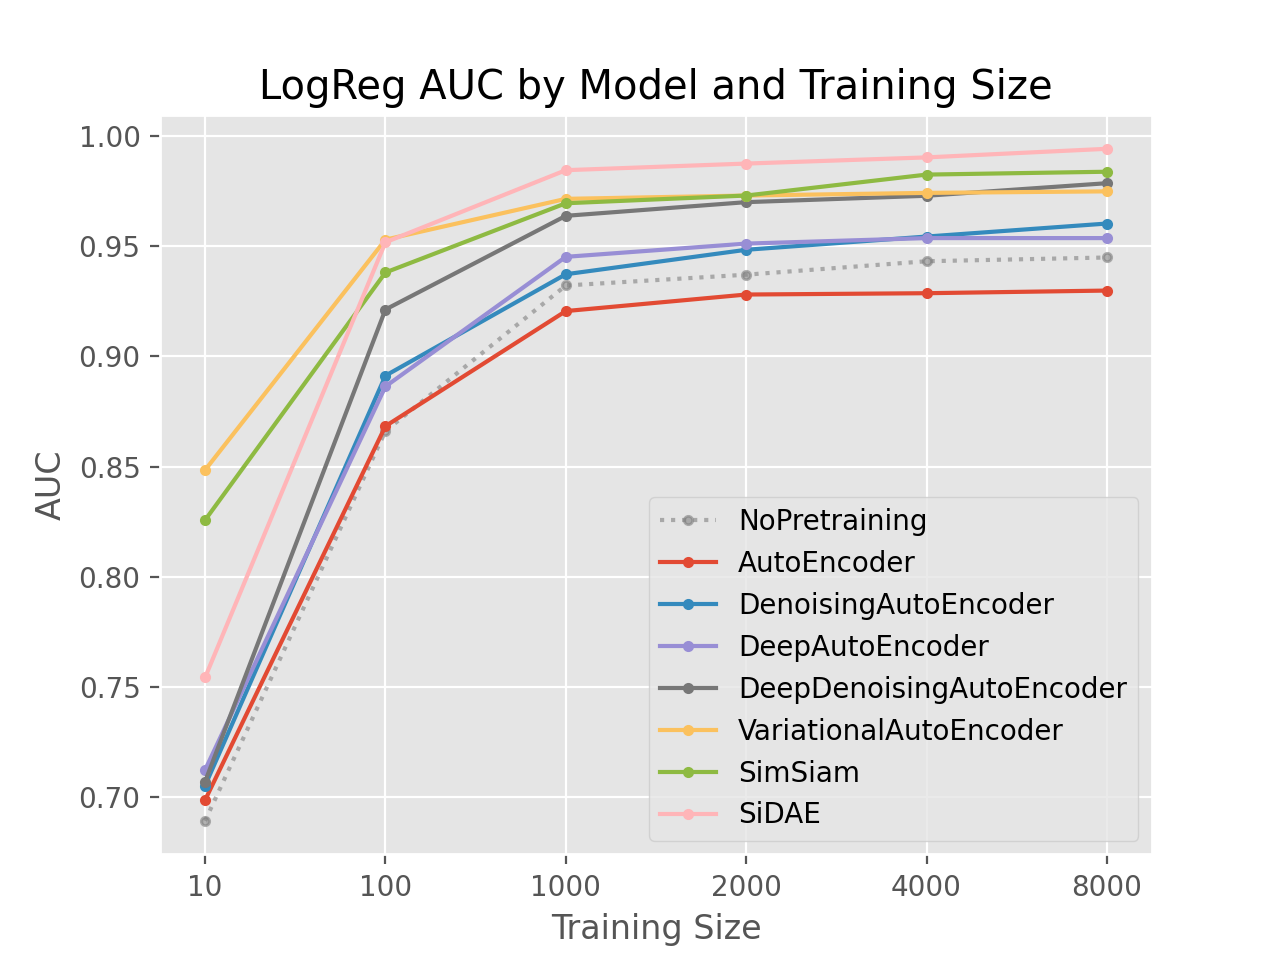 LogReg AUC by Model and Training Size
1.00
0.95
0.90
0.85
0.80
0.75
0.70
AUC
NoPretraining
AutoEncoder
DenoisingAutoEncoder
DeepAutoEncoder
DeepDenoisingAutoEncoder
VariationalAutoEncoder
SimSiam
SiDAE
10 100 1000 2000 4000 8000
Training Size